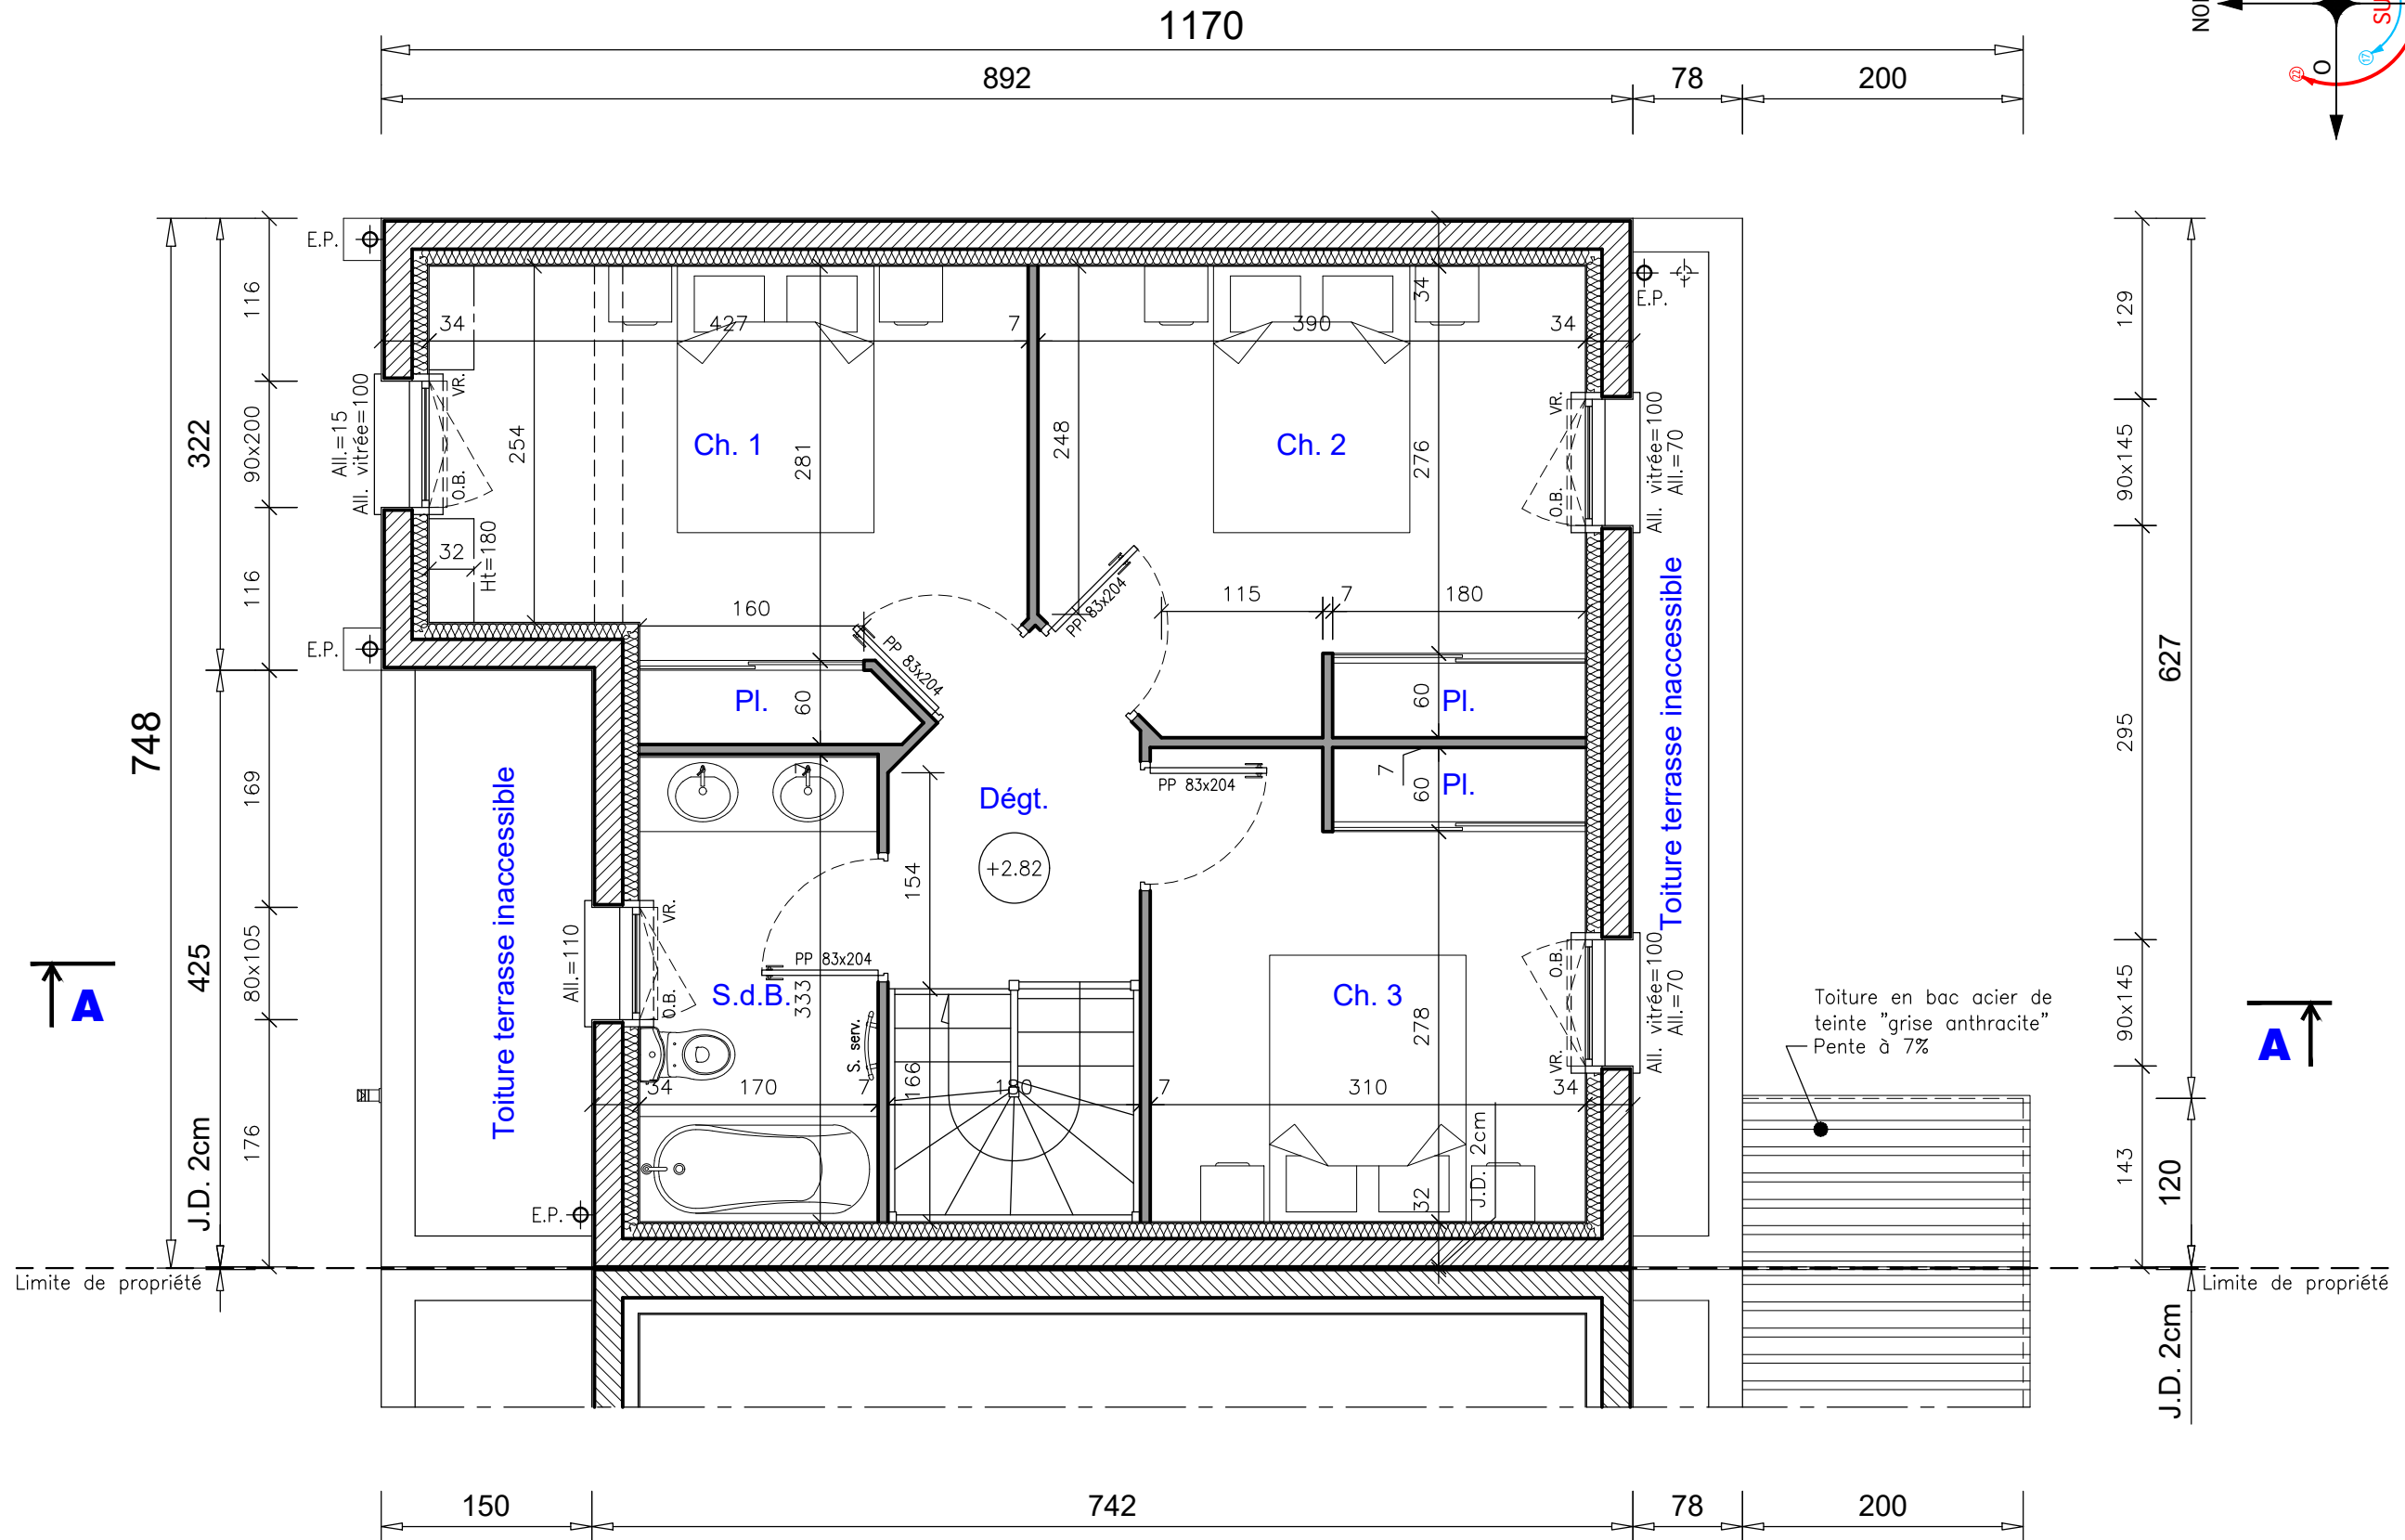 1170
892
78
200
NOI
SU
O
22
17
E.P.
E.P.
116
34
427
7
390
34
34
129
322
90x200
All.=15
All. vitrée=100
VR.
O.B.
254
Ch. 1
281
248
Ch. 2
276
VR.
O.B.
All. vitrée=100
All.=70
90x145
32
Ht=180
116
160
PP 83x204
PP 83x204
115
7
180
E.P.
748
Pl.
60
60
Pl.
Toiture terrasse inaccessible
627
295
169
Toiture terrasse inaccessible
7
Dégt.
+2.82
PP 83x204
7
60
Pl.
154
425
80x105
All.=110
VR.
O.B.
PP 83x204
S.d.B.
333
S. serv.
Ch. 3
278
O.B.
VR.
All. vitrée=100
All.=70
90x145
A
A
Toiture en bac acier de
teinte "grise anthracite"
Pente à 7%
34
170
7
166
180
7
310
34
J.D. 2cm
176
E.P.
32
J.D. 2cm
143
120
Limite de propriété
Limite de propriété
J.D. 2cm
150
742
78
200